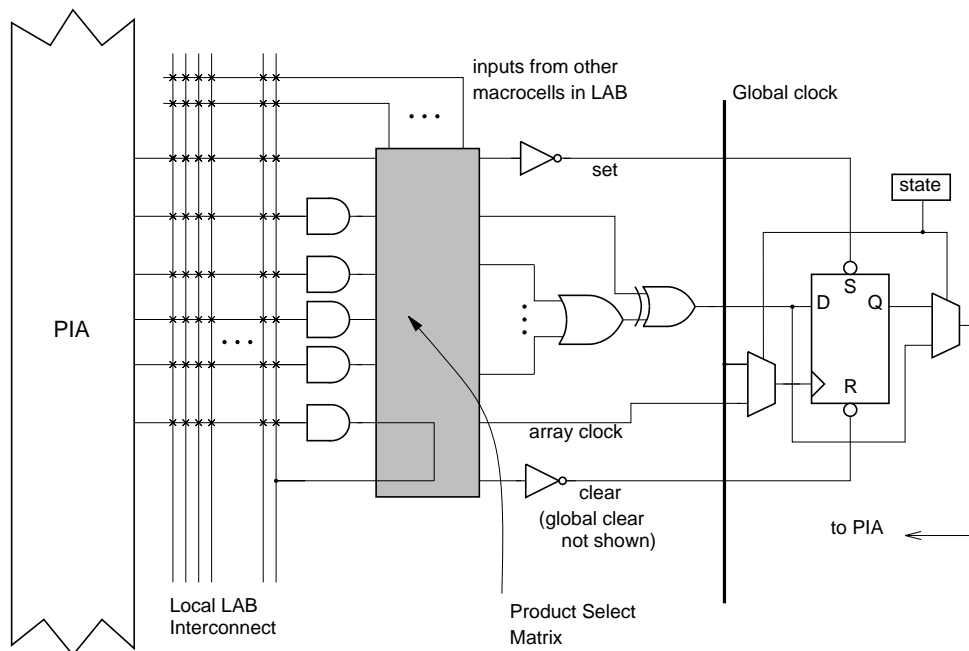 inputs from other
macrocells in LAB
Global clock
set
state
PIA
S
D
Q
R
array clock
clear
(global clear
not shown)
to PIA
Local LAB
Interconnect
Product Select
Matrix